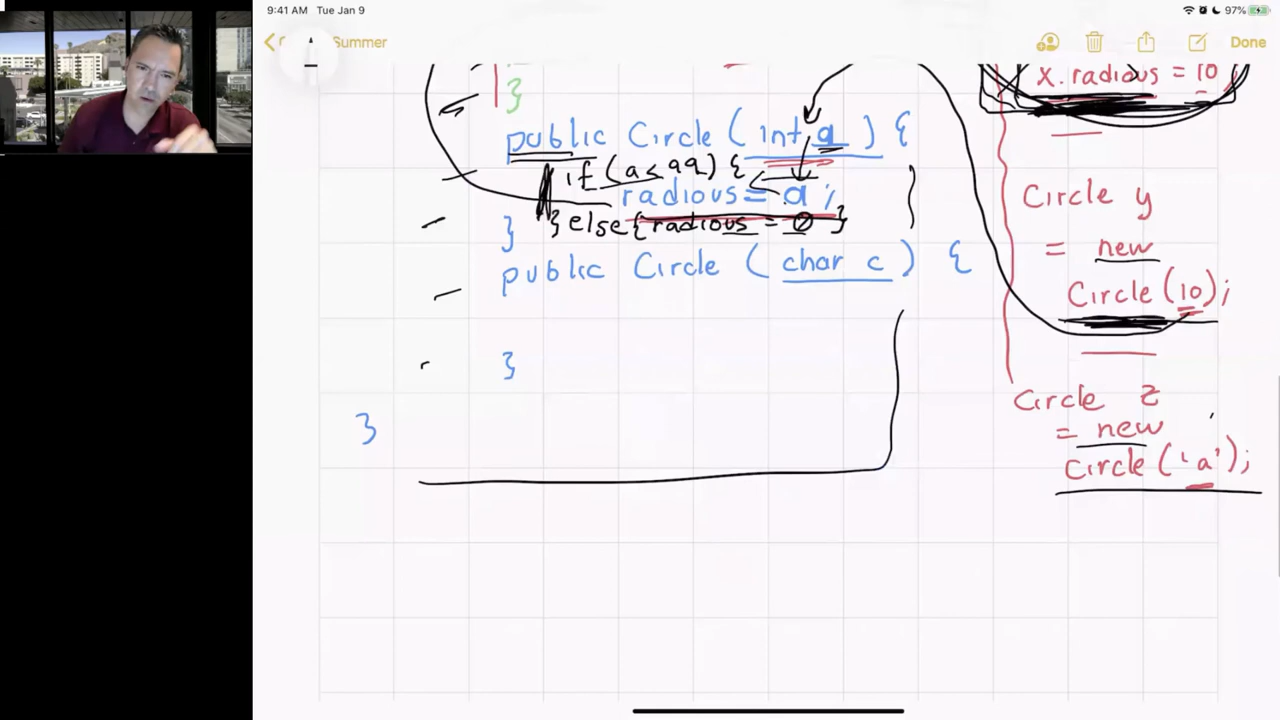 9:41 AM Tue Jan 9
97%
Summer
Done
}
public Circle ( int a ) {
if (a < 99) {
radious = a ;
} else { radious = 0 }
}
public Circle ( char c ) {
}
}
x.radious = 10
Circle y
= new
Circle (10);
Circle z
= new
Circle ('a');